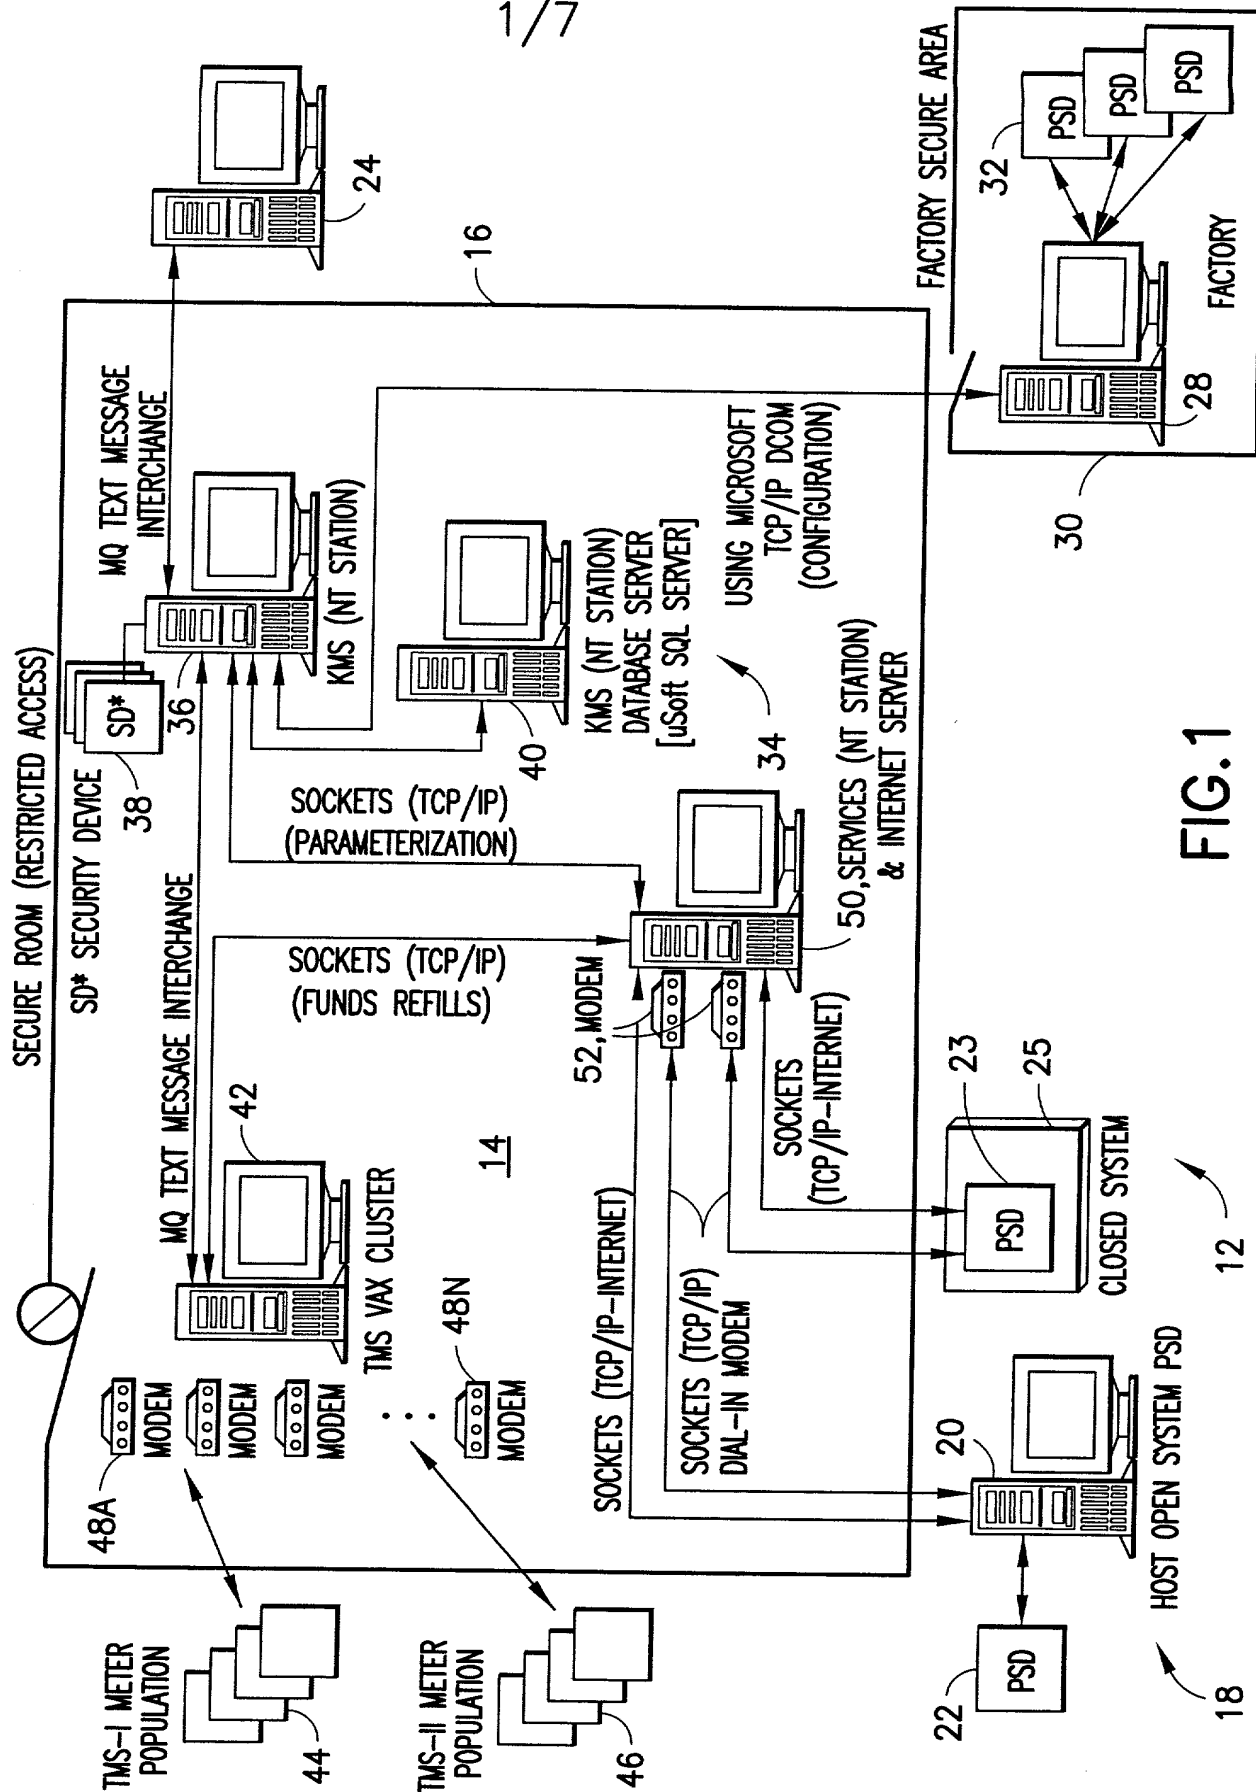 1/7
SECURE ROOM (RESTRICTED ACCESS)
SD* SECURITY DEVICE
38
SD*
36
KMS (NT STATION)
MQ TEXT MESSAGE
INTERCHANGE
24
16
MQ TEXT MESSAGE INTERCHANGE
SOCKETS (TCP/IP)
(PARAMETERIZATION)
SOCKETS (TCP/IP)
(FUNDS REFILLS)
40
KMS (NT STATION)
DATABASE SERVER
[uSoft SQL SERVER]
34
USING MICROSOFT
TCP/IP DCOM
(CONFIGURATION)
42
TMS VAX CLUSTER
14
48A
MODEM
MODEM
MODEM
48N
MODEM
TMS-I METER
POPULATION
44
TMS-II METER
POPULATION
46
52,MODEM
50,SERVICES (NT STATION)
& INTERNET SERVER
SOCKETS (TCP/IP-INTERNET)
SOCKETS (TCP/IP)
DIAL-IN MODEM
SOCKETS
(TCP/IP-INTERNET)
22
PSD
20
HOST OPEN SYSTEM PSD
18
23
25
PSD
CLOSED SYSTEM
12
FACTORY SECURE AREA
32
PSD
PSD
PSD
28
FACTORY
30
FIG.1